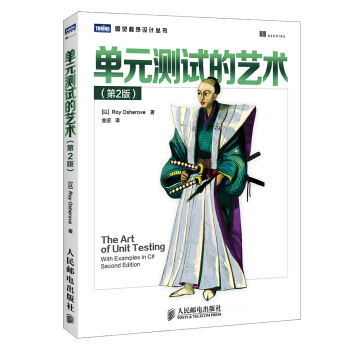 TURING
图灵程序设计丛书
MANNING
单元测试的艺术
(第2版)
[以] Roy Osherove 著
金迎 译
The Art
of Unit Testing
With Examples in C#
Second Edition
人民邮电出版社
POSTS & TELECOM PRESS
单元测试的艺术
(第2版)
[以] Roy Osherove 著
人民邮电出版社